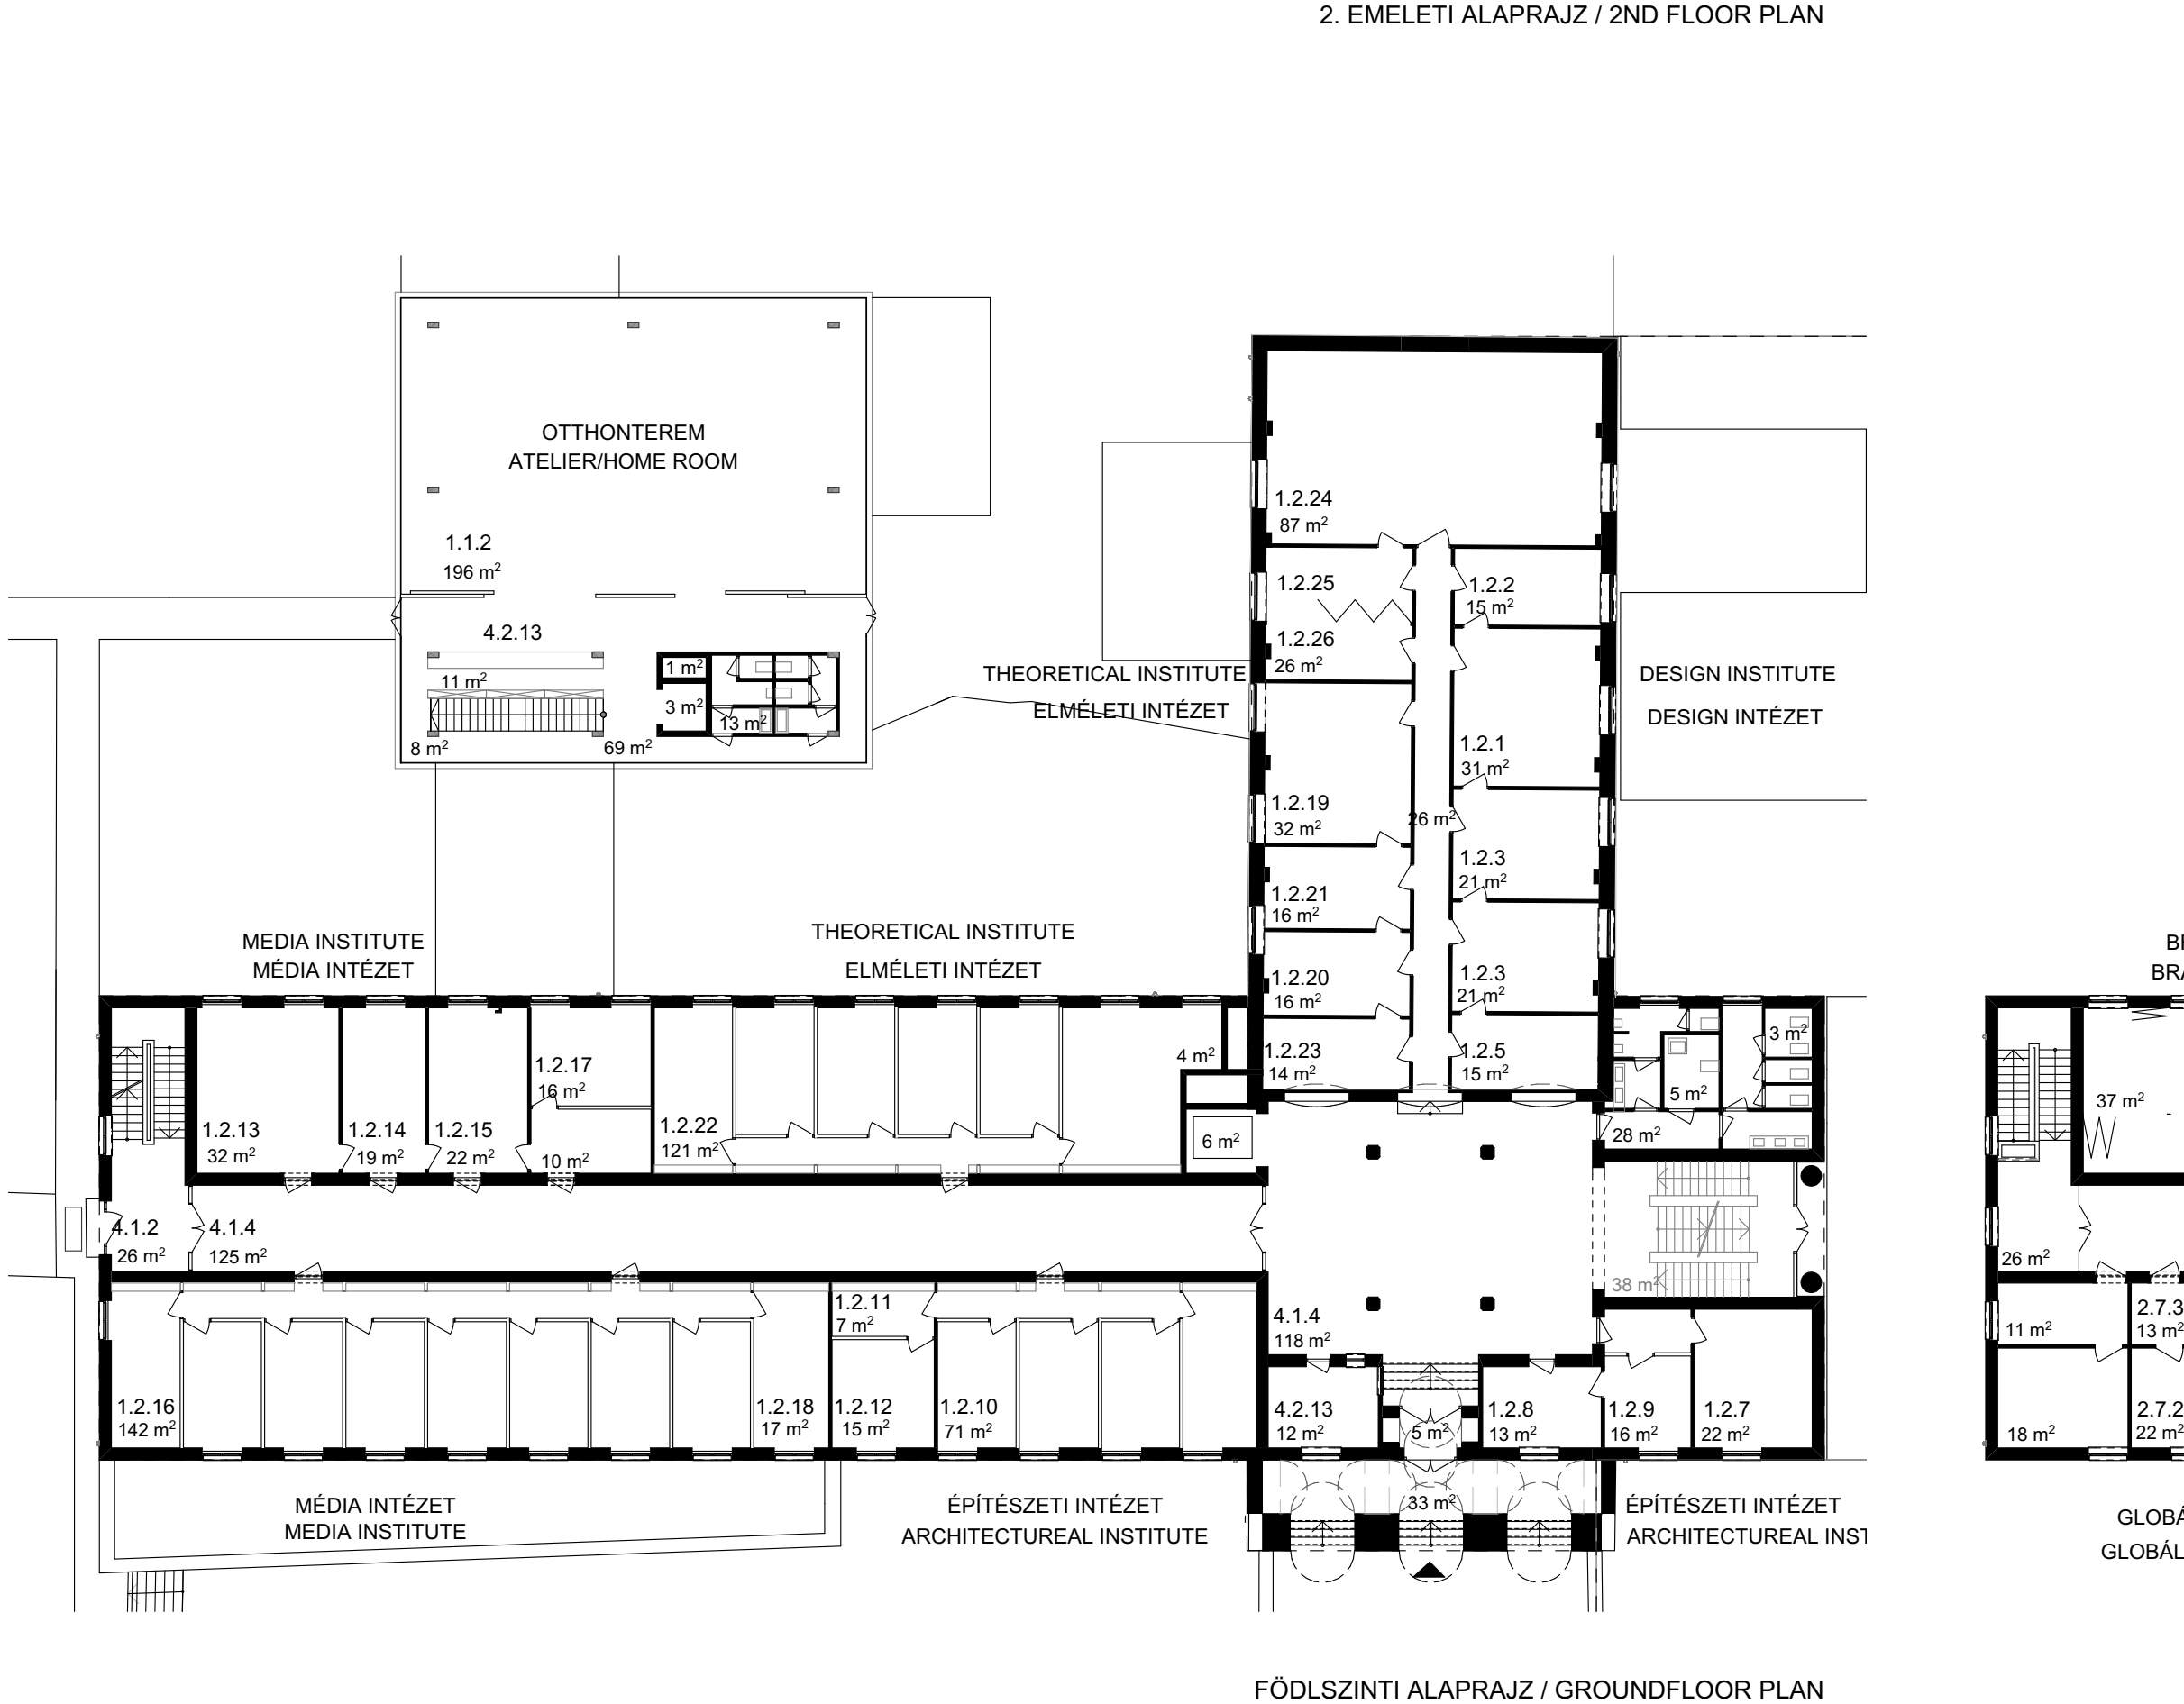 2. EMELETI ALAPRAJZ / 2ND FLOOR PLAN
OTTHONTEREM
ATELIER/HOME ROOM
1.1.2
196 m²
4.2.13
11 m²
8 m²
69 m²
1 m²
3 m²
13 m²
THEORETICAL INSTITUTE
ELMÉLETI INTÉZET
1.2.24
87 m²
1.2.25
1.2.26
26 m²
1.2.2
15 m²
1.2.1
31 m²
1.2.19
32 m²
26 m²
1.2.3
21 m²
1.2.21
16 m²
1.2.3
21 m²
1.2.20
16 m²
1.2.23
14 m²
1.2.5
15 m²
DESIGN INSTITUTE
DESIGN INTÉZET
MEDIA INSTITUTE
MÉDIA INTÉZET
THEORETICAL INSTITUTE
ELMÉLETI INTÉZET
1.2.13
32 m²
1.2.14
19 m²
1.2.15
22 m²
1.2.17
16 m²
10 m²
1.2.22
121 m²
4 m²
6 m²
3 m²
5 m²
28 m²
38 m²
4.1.2
26 m²
4.1.4
125 m²
4.1.4
118 m²
1.2.16
142 m²
1.2.18
17 m²
1.2.11
7 m²
1.2.12
15 m²
1.2.10
71 m²
4.2.13
12 m²
5 m²
1.2.8
13 m²
1.2.9
16 m²
1.2.7
22 m²
33 m²
MÉDIA INTÉZET
MEDIA INSTITUTE
ÉPÍTÉSZETI INTÉZET
ARCHITECTUREAL INSTITUTE
ÉPÍTÉSZETI INTÉZET
ARCHITECTUREAL INST
BR
BRA
37 m²
26 m²
11 m²
2.7.3
13 m²
18 m²
2.7.2
22 m²
GLOBÁ
GLOBÁL
FÖDLSZINTI ALAPRAJZ / GROUNDFLOOR PLAN